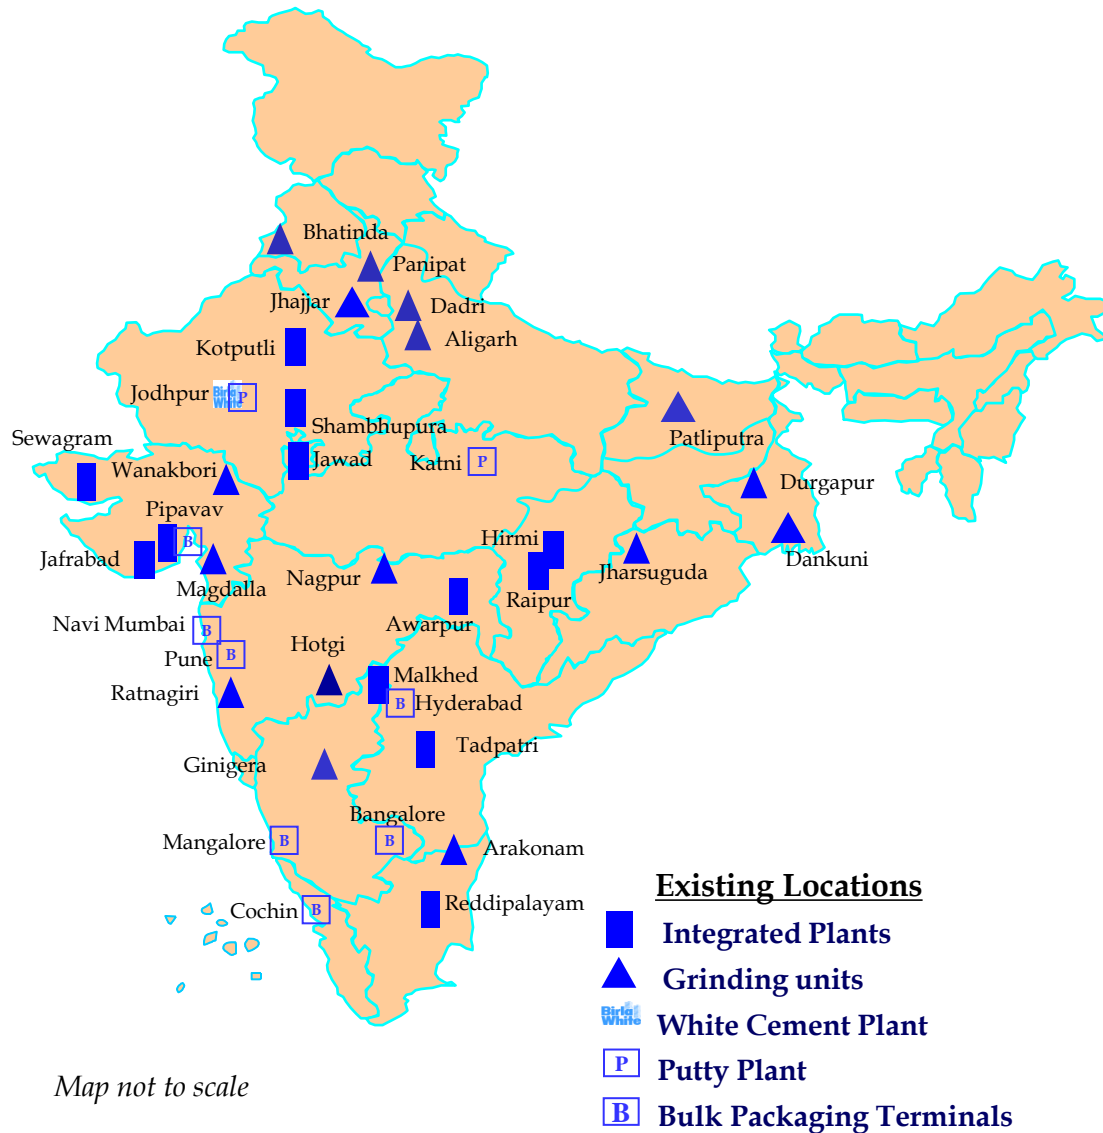 Bhatinda
Panipat
Jhajjar
Dadri
Aligarh
Kotputli
Jodhpur
Birla
White
P
Shambhupura
Patliputra
Sewagram
Wanakbori
Jawad
Katni
P
Durgapur
Pipavav
B
Jafrabad
Magdalla
Nagpur
Hirmi
Raipur
Jharsuguda
Dankuni
Awarpur
Navi Mumbai
B
Pune
B
Hotgi
Ratnagiri
Malkhed
B
Hyderabad
Tadpatri
Ginigera
Bangalore
B
Mangalore
B
Arakonam
Cochin
B
Reddipalayam
Existing Locations
Integrated Plants
Grinding units
Birla
White
White Cement Plant
P
Putty Plant
B
Bulk Packaging Terminals
Map not to scale